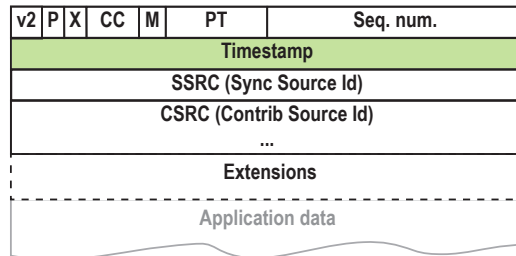 v2 P X CC M PT Seq. num.
Timestamp
SSRC (Sync Source Id)
CSRC (Contrib Source Id)
...
Extensions
Application data